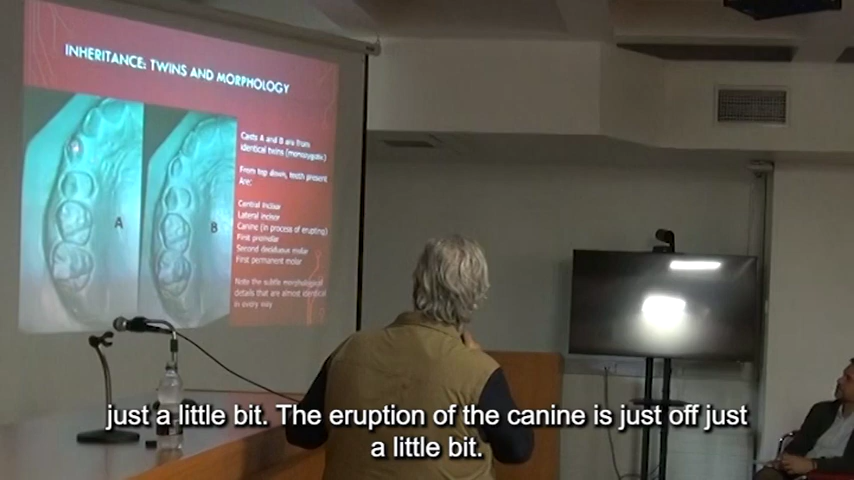 INHERITANCE: TWINS AND MORPHOLOGY
Casts A and B are from
identical twins (monozygotic)
From top down, teeth present
Are:
Central incisor
Lateral incisor
Canine (in process of erupting)
First premolar
Second deciduous molar
First permanent molar
Note the subtle morphological
details that are almost identical
in every way
A
B
just a little bit. The eruption of the canine is just off just
a little bit.